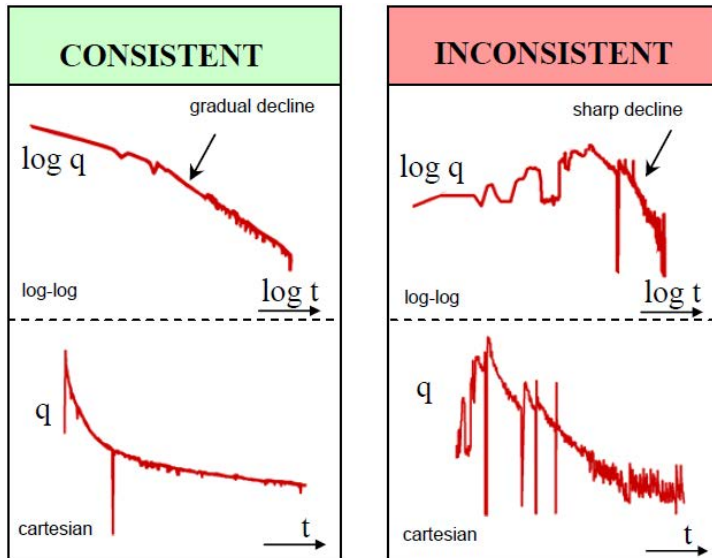 CONSISTENT
gradual decline
log q
log-log
log t
q
cartesian
t
INCONSISTENT
sharp decline
log q
log-log
log t
q
cartesian
t